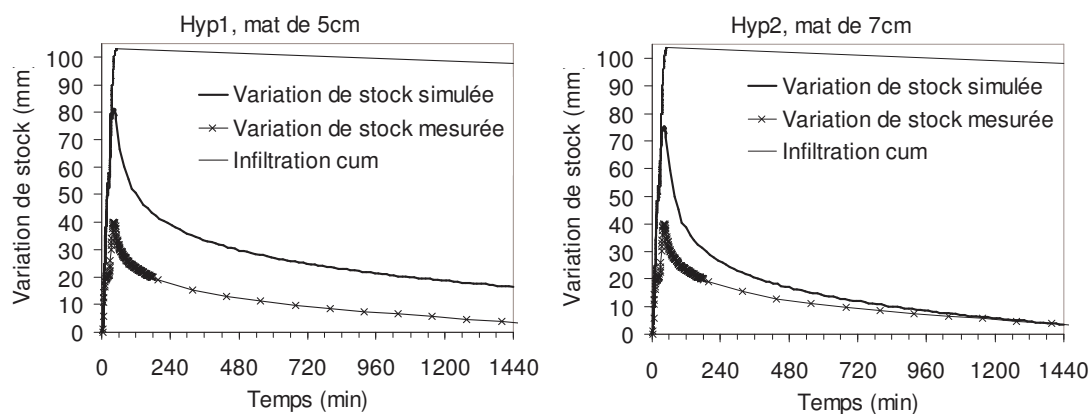 Hyp1, mat de 5cm
Variation de stock (mm)
100
90
80
70
60
50
40
30
20
10
0
Variation de stock simulée
Variation de stock mesurée
Infiltration cum
0 240 480 720 960 1200 1440
Temps (min)
Hyp2, mat de 7cm
Variation de stock (mm)
100
90
80
70
60
50
40
30
20
10
0
Variation de stock simulée
Variation de stock mesurée
Infiltration cum
0 240 480 720 960 1200 1440
Temps (min)